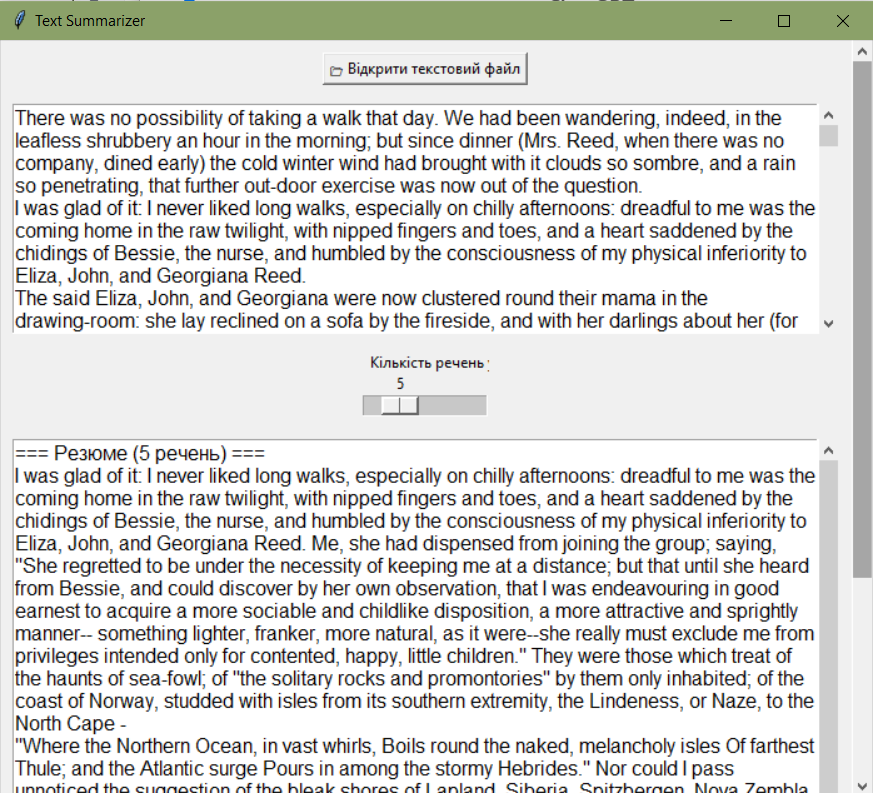 Text Summarizer
Відкрити текстовий файл
There was no possibility of taking a walk that day. We had been wandering, indeed, in the
leafless shrubbery an hour in the morning; but since dinner (Mrs. Reed, when there was no
company, dined early) the cold winter wind had brought with it clouds so sombre, and a rain
so penetrating, that further out-door exercise was now out of the question.
I was glad of it: I never liked long walks, especially on chilly afternoons: dreadful to me was the
coming home in the raw twilight, with nipped fingers and toes, and a heart saddened by the
chidings of Bessie, the nurse, and humbled by the consciousness of my physical inferiority to
Eliza, John, and Georgiana Reed.
The said Eliza, John, and Georgiana were now clustered round their mama in the
drawing-room: she lay reclined on a sofa by the fireside, and with her darlings about her (for
Кількість речень
5
=== Резюме (5 речень) ===
I was glad of it: I never liked long walks, especially on chilly afternoons: dreadful to me was the
coming home in the raw twilight, with nipped fingers and toes, and a heart saddened by the
chidings of Bessie, the nurse, and humbled by the consciousness of my physical inferiority to
Eliza, John, and Georgiana Reed. Me, she had dispensed from joining the group; saying,
"She regretted to be under the necessity of keeping me at a distance; but that until she heard
from Bessie, and could discover by her own observation, that I was endeavouring in good
earnest to acquire a more sociable and childlike disposition, a more attractive and sprightly
manner-- something lighter, franker, more natural, as it were--she really must exclude me from
privileges intended only for contented, happy, little children." They were those which treat of
the haunts of sea-fowl; of "the solitary rocks and promontories" by them only inhabited; of the
coast of Norway, studded with isles from its southern extremity, the Lindeness, or Naze, to the
North Cape -
"Where the Northern Ocean, in vast whirls, Boils round the naked, melancholy isles Of farthest
Thule; and the Atlantic surge Pours in among the stormy Hebrides." Nor could I pass
unnoticed the suggestion of the bleak shores of Lapland, Siberia, Spitzbergen, Nova Zembla,